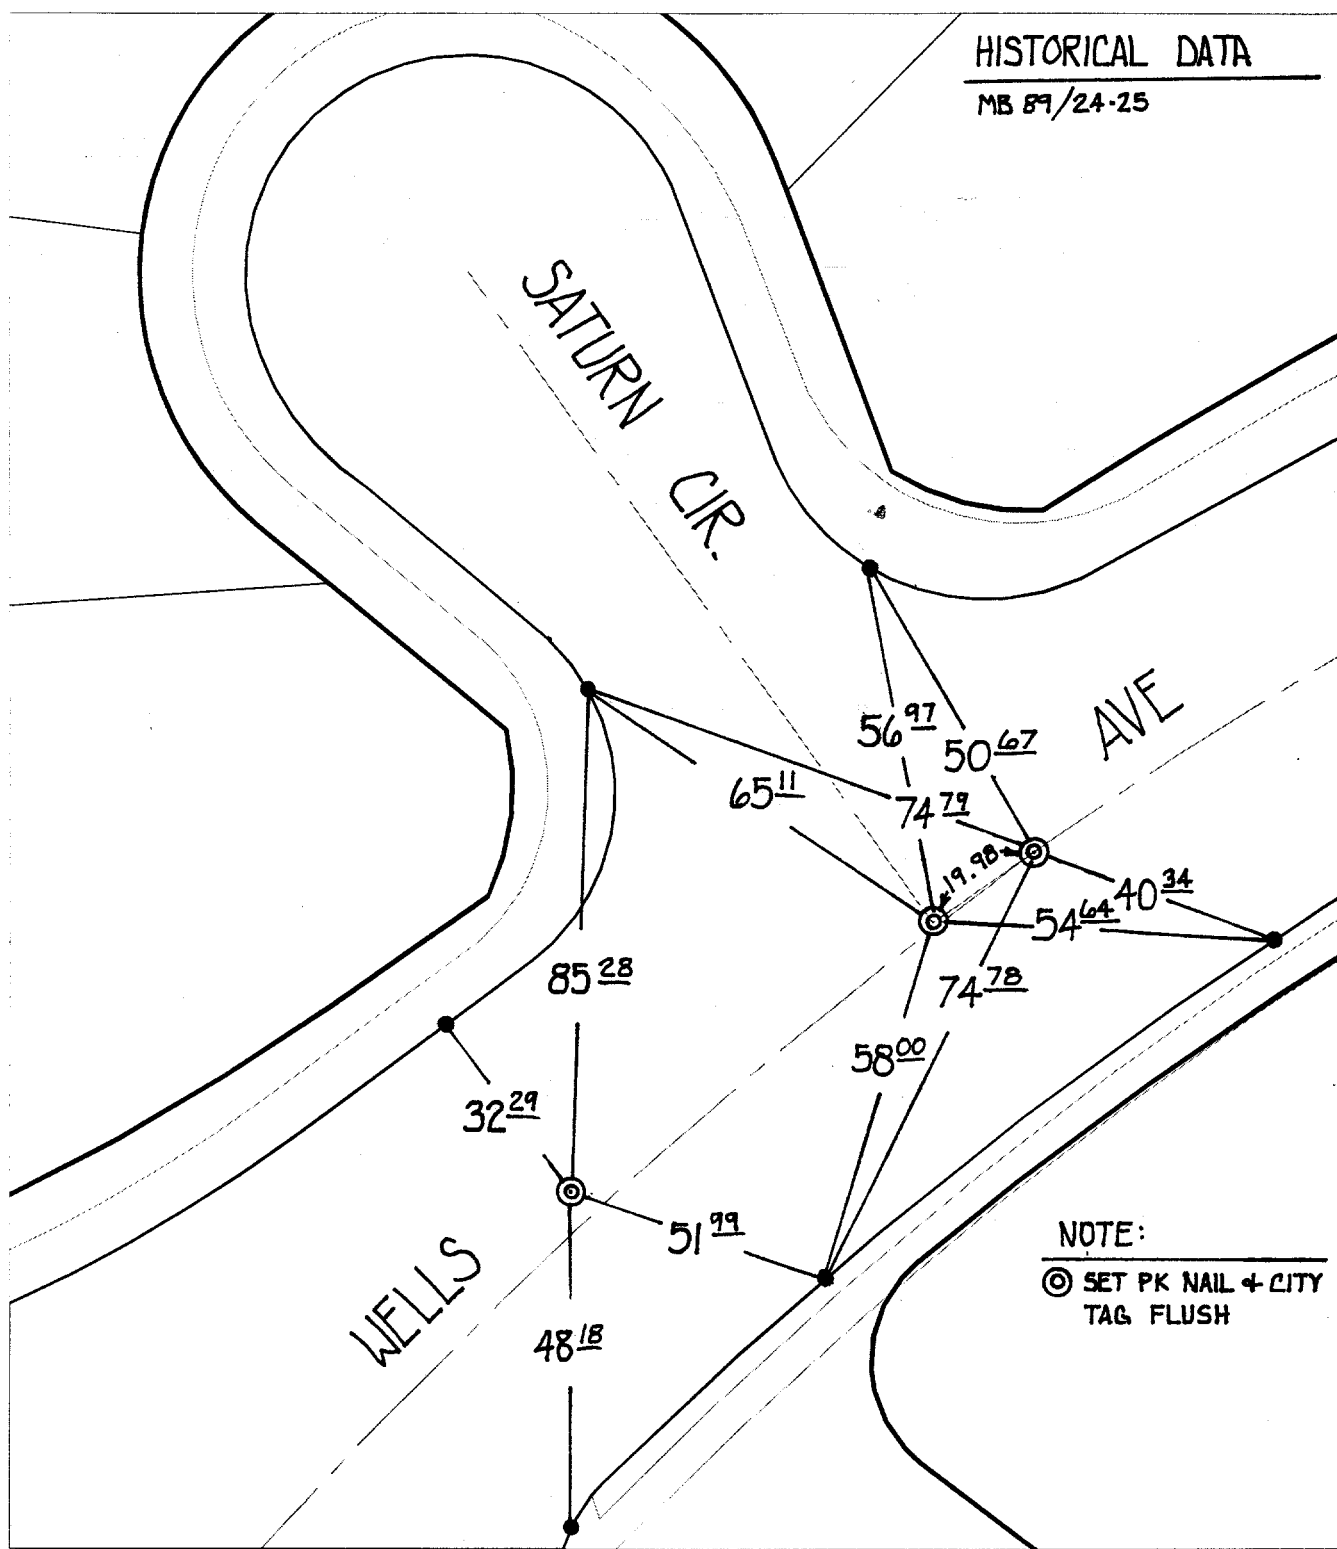 HISTORICAL DATA
MB 89/24-25
SATURN CIR.
AVE
56 97
50 67
65 11
74 79
19.98
40 34
54 64
85 28
74 78
58 00
32 29
51 99
WELLS
48 18
NOTE:
◎ SET PK NAIL & CITY
TAG FLUSH